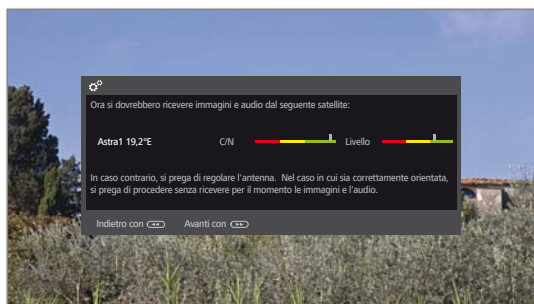 Ora si dovrebbero ricevere immagini e audio dal seguente satellite:
Astra1 19,2°E C/N Livello
In caso contrario, si prega di regolare l'antenna. Nel caso in cui sia correttamente orientata,
si prega di procedere senza ricevere per il momento le immagini e l'audio.
Indietro con Avanti con